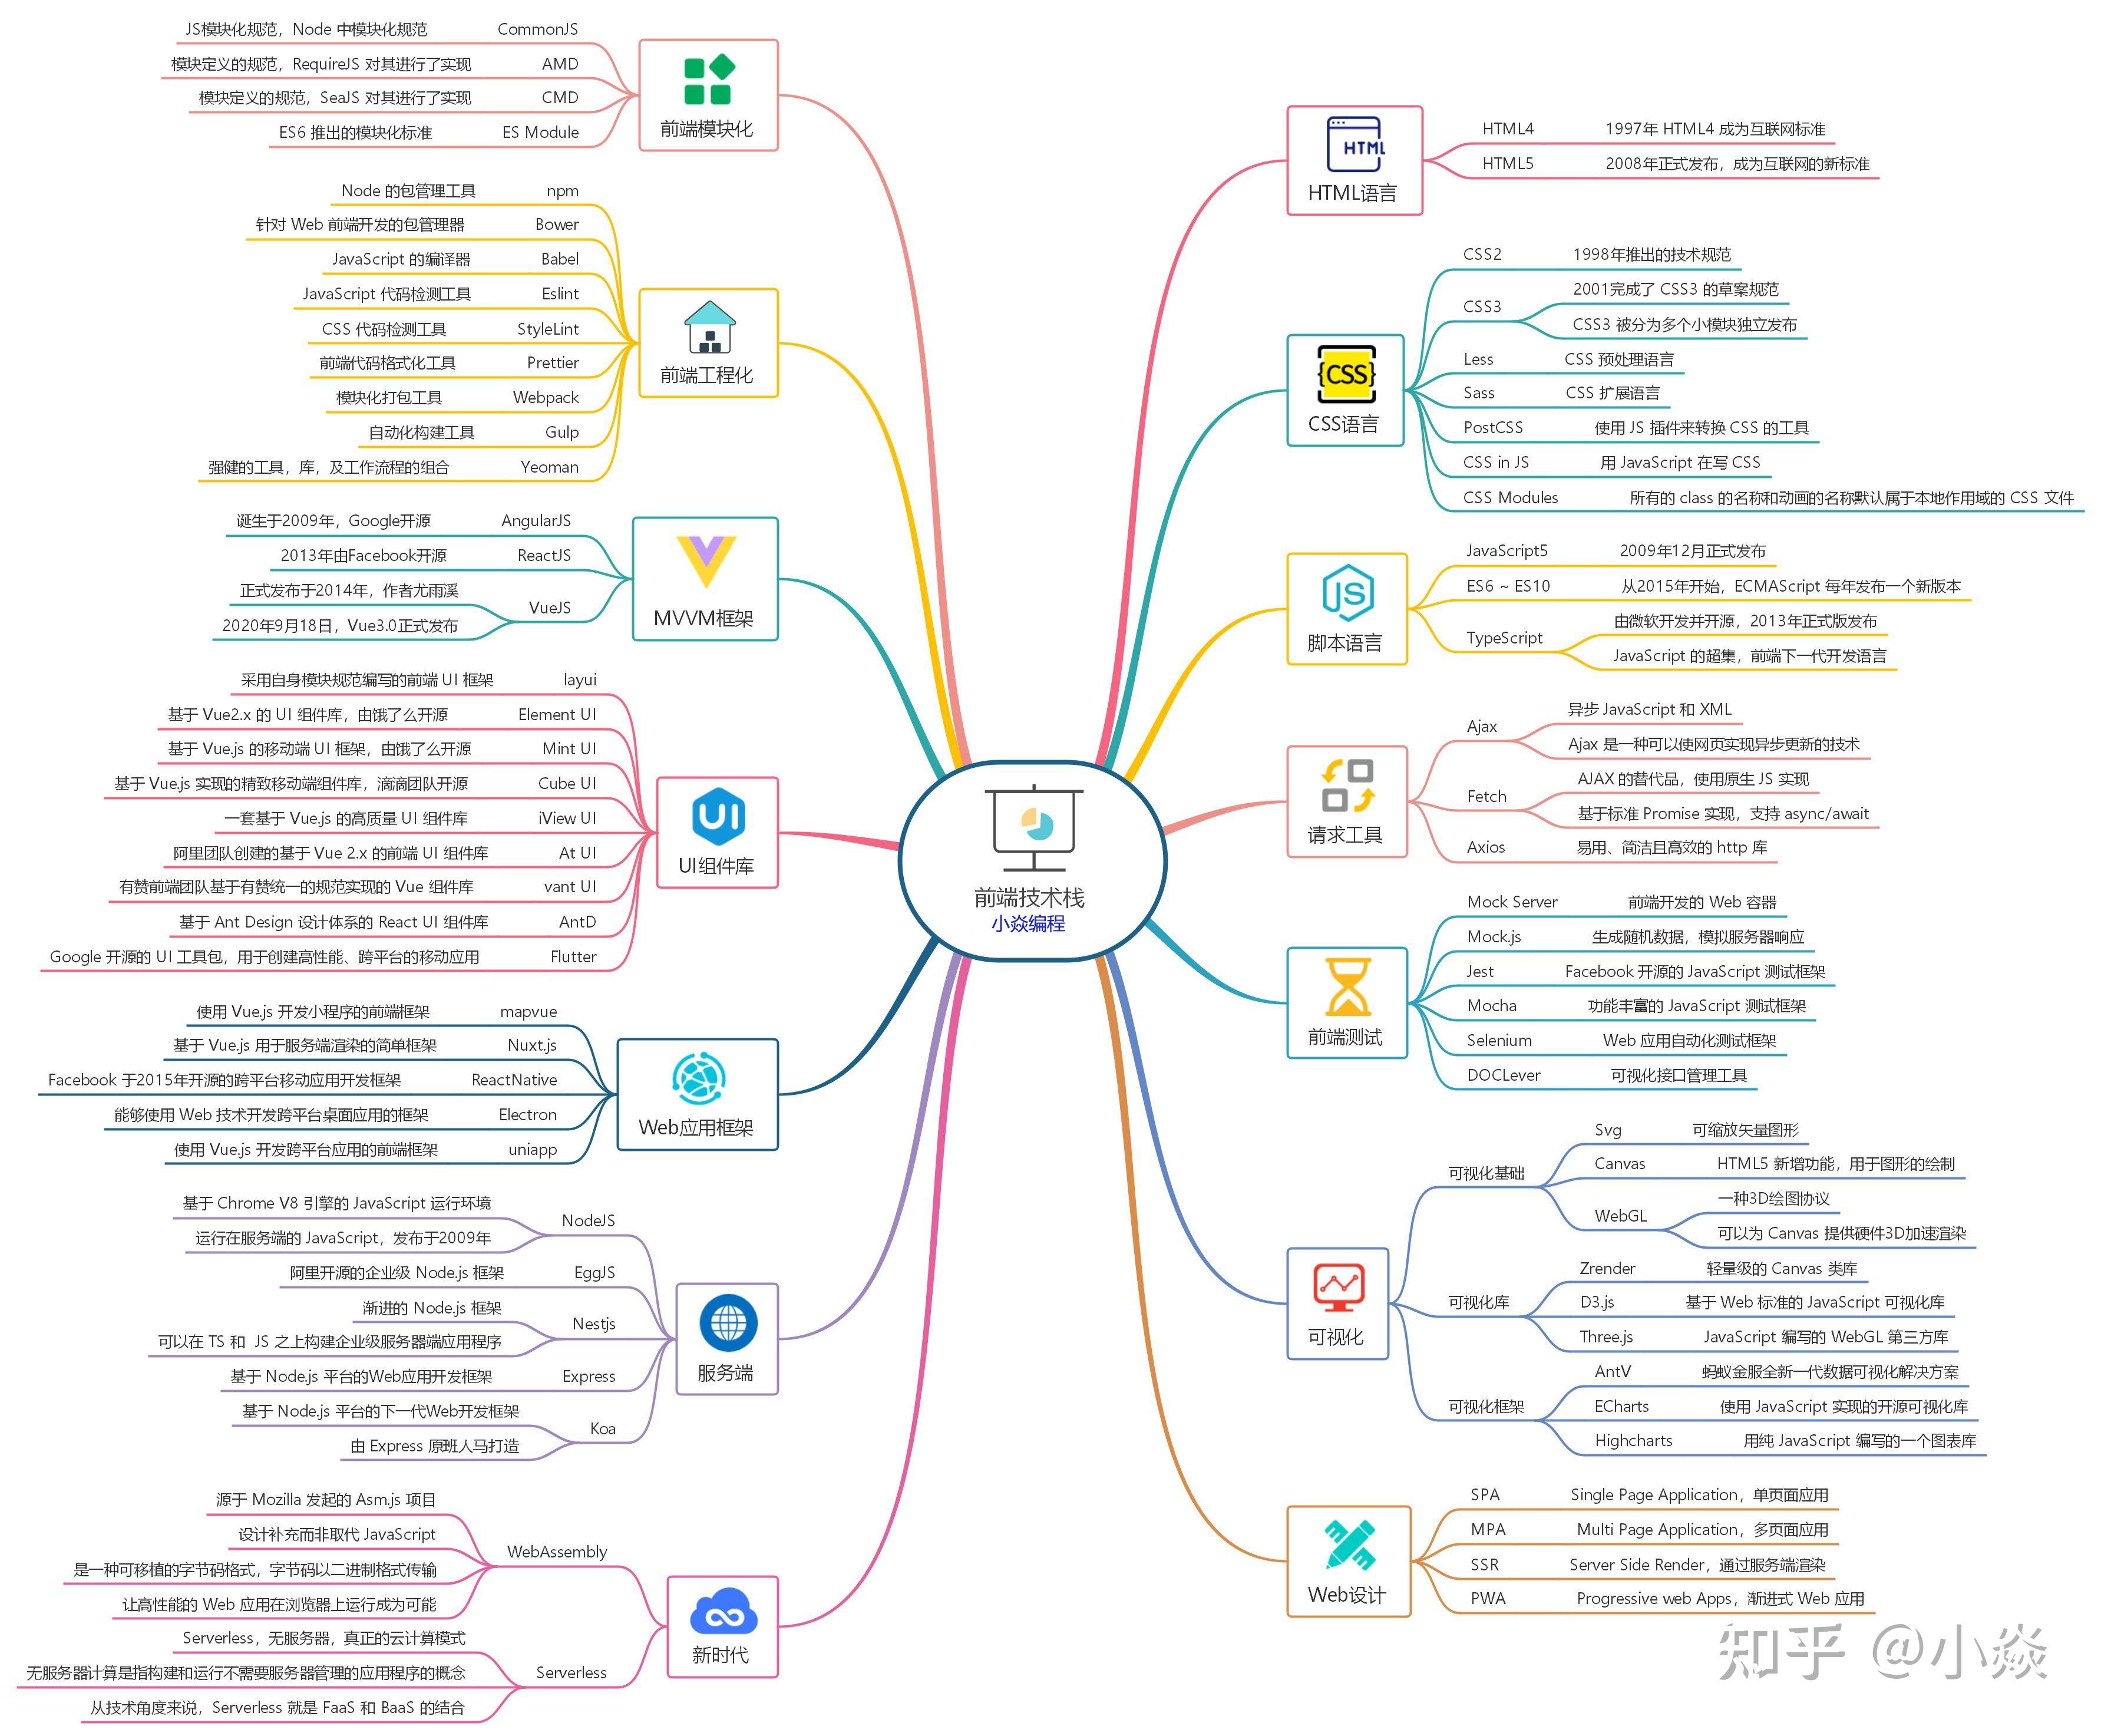 前端技术栈
小焱编程
前端模块化
JS模块化规范，Node 中模块化规范 CommonJS
模块定义的规范，RequireJS 对其进行了实现 AMD
模块定义的规范，SeaJS 对其进行了实现 CMD
ES6 推出的模块化标准 ES Module
前端工程化
Node 的包管理工具 npm
针对 Web 前端开发的包管理器 Bower
JavaScript 的编译器 Babel
JavaScript 代码检测工具 Eslint
CSS 代码检测工具 StyleLint
前端代码格式化工具 Prettier
模块化打包工具 Webpack
自动化构建工具 Gulp
强健的工具，库，及工作流程的组合 Yeoman
MVVM框架
诞生于2009年，Google开源 AngularJS
2013年由Facebook开源 ReactJS
正式发布于2014年，作者尤雨溪
VueJS
2020年9月18日，Vue3.0正式发布
UI组件库
采用自身模块规范编写的前端 UI 框架 layui
基于 Vue2.x 的 UI 组件库，由饿了么开源 Element UI
基于 Vue.js 的移动端 UI 框架，由饿了么开源 Mint UI
基于 Vue.js 实现的精致移动端组件库，滴滴团队开源 Cube UI
一套基于 Vue.js 的高质量 UI 组件库 iView UI
阿里团队创建的基于 Vue 2.x 的前端 UI 组件库 At UI
有赞前端团队基于有赞统一的规范实现的 Vue 组件库 vant UI
基于 Ant Design 设计体系的 React UI 组件库 AntD
Google 开源的 UI 工具包，用于创建高性能、跨平台的移动应用 Flutter
UI
Web应用框架
使用 Vue.js 开发小程序的前端框架 mapvue
基于 Vue.js 用于服务端渲染的简单框架 Nuxt.js
Facebook 于2015年开源的跨平台移动应用开发框架 ReactNative
能够使用 Web 技术开发跨平台桌面应用的框架 Electron
使用 Vue.js 开发跨平台应用的前端框架 uniapp
服务端
基于 Chrome V8 引擎的 JavaScript 运行环境
NodeJS
运行在服务端的 JavaScript，发布于2009年
阿里开源的企业级 Node.js 框架 EggJS
渐进的 Node.js 框架
Nestjs
可以在 TS 和 JS 之上构建企业级服务器端应用程序
基于 Node.js 平台的Web应用开发框架 Express
基于 Node.js 平台的下一代Web开发框架
Koa
由 Express 原班人马打造
新时代
源于 Mozilla 发起的 Asm.js 项目
设计补充而非取代 JavaScript
WebAssembly
是一种可移植的字节码格式，字节码以二进制格式传输
让高性能的 Web 应用在浏览器上运行成为可能
Serverless，无服务器，真正的云计算模式
无服务器计算是指构建和运行不需要服务器管理的应用程序的概念 Serverless
从技术角度来说，Serverless 就是 FaaS 和 BaaS 的结合
HTML
HTML语言
HTML4 1997年 HTML4 成为互联网标准
HTML5 2008年正式发布，成为互联网的新标准
{CSS}
CSS语言
CSS2 1998年推出的技术规范
2001完成了 CSS3 的草案规范
CSS3
CSS3 被分为多个小模块独立发布
Less CSS 预处理语言
Sass CSS 扩展语言
PostCSS 使用 JS 插件来转换 CSS 的工具
CSS in JS 用 JavaScript 在写 CSS
CSS Modules 所有的 class 的名称和动画的名称默认属于本地作用域的 CSS 文件
JS
脚本语言
JavaScript5 2009年12月正式发布
ES6 ~ ES10 从2015年开始，ECMAScript 每年发布一个新版本
由微软开发并开源，2013年正式版发布
TypeScript
JavaScript 的超集，前端下一代开发语言
请求工具
异步 JavaScript 和 XML
Ajax
Ajax 是一种可以使网页实现异步更新的技术
AJAX 的替代品，使用原生 JS 实现
Fetch
基于标准 Promise 实现，支持 async/await
Axios 易用、简洁且高效的 http 库
前端测试
Mock Server 前端开发的 Web 容器
Mock.js 生成随机数据，模拟服务器响应
Jest Facebook 开源的 JavaScript 测试框架
Mocha 功能丰富的 JavaScript 测试框架
Selenium Web 应用自动化测试框架
DOCLever 可视化接口管理工具
可视化
可视化基础
Svg 可缩放矢量图形
Canvas HTML5 新增功能，用于图形的绘制
一种3D绘图协议
WebGL
可以为 Canvas 提供硬件3D加速渲染
可视化库
Zrender 轻量级的 Canvas 类库
D3.js 基于 Web 标准的 JavaScript 可视化库
Three.js JavaScript 编写的 WebGL 第三方库
可视化框架
AntV 蚂蚁金服全新一代数据可视化解决方案
ECharts 使用 JavaScript 实现的开源可视化库
Highcharts 用纯 JavaScript 编写的一个图表库
Web设计
SPA Single Page Application，单页面应用
MPA Multi Page Application，多页面应用
SSR Server Side Render，通过服务端渲染
PWA Progressive web Apps，渐进式 Web 应用
知乎 @小焱